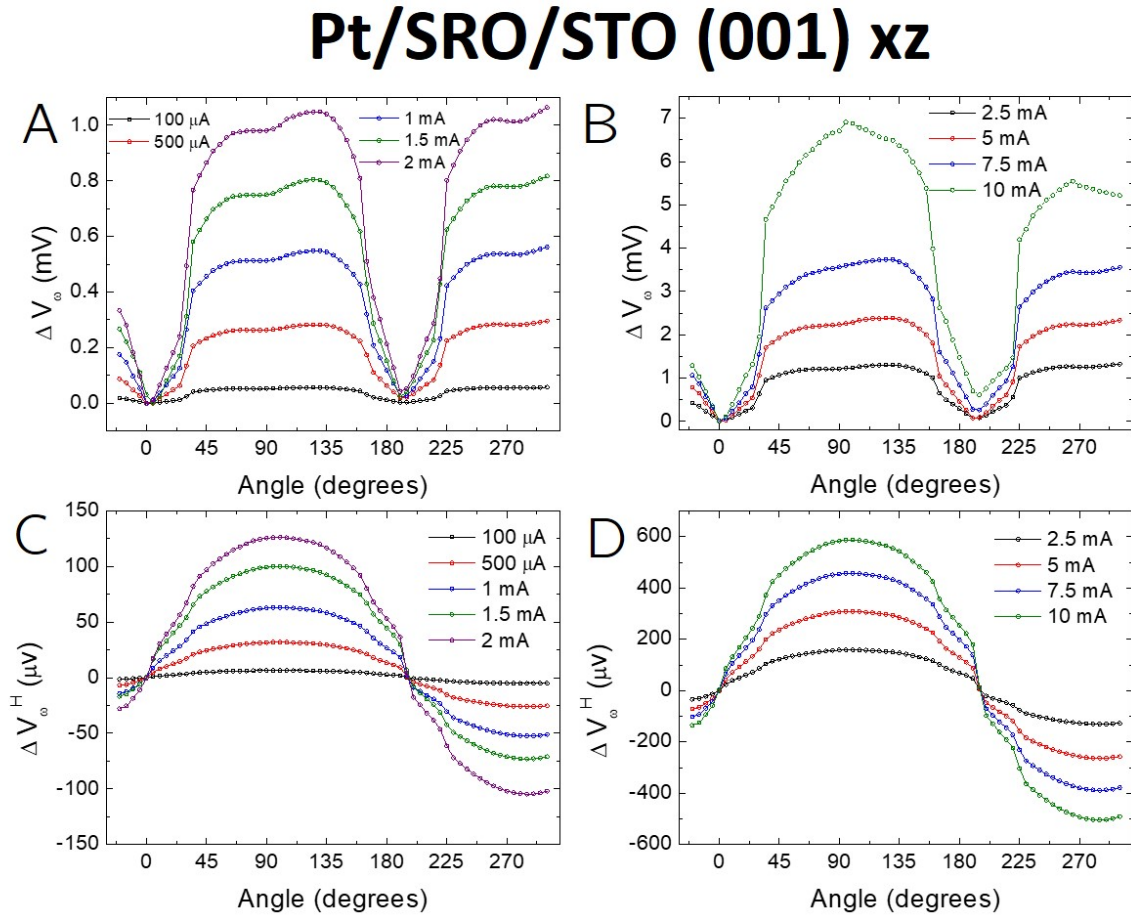 Pt/SRO/STO (001) xz
A
100 μA
500 μA
1 mA
1.5 mA
2 mA
1.0
0.8
0.6
0.4
0.2
0.0
Δ V_ω (mV)
0 45 90 135 180 225 270
Angle (degrees)
B
2.5 mA
5 mA
7.5 mA
10 mA
7
6
5
4
3
2
1
0
Δ V_ω (mV)
0 45 90 135 180 225 270
Angle (degrees)
C
100 μA
500 μA
1 mA
1.5 mA
2 mA
150
100
50
0
-50
-100
-150
Δ V_ω^H (μv)
0 45 90 135 180 225 270
Angle (degrees)
D
2.5 mA
5 mA
7.5 mA
10 mA
600
400
200
0
-200
-400
-600
Δ V_ω^H (μv)
0 45 90 135 180 225 270
Angle (degrees)